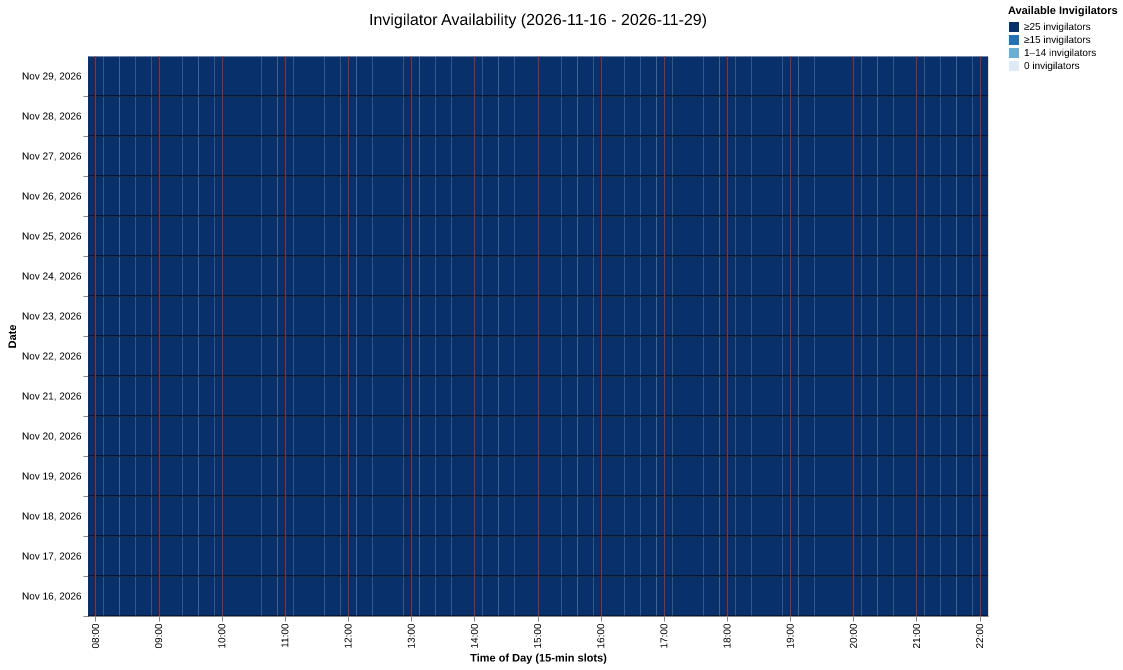 Invigilator Availability (2026-11-16 - 2026-11-29)
Available Invigilators
≥25 invigilators
≥15 invigilators
1–14 invigilators
0 invigilators
Date
Nov 29, 2026
Nov 28, 2026
Nov 27, 2026
Nov 26, 2026
Nov 25, 2026
Nov 24, 2026
Nov 23, 2026
Nov 22, 2026
Nov 21, 2026
Nov 20, 2026
Nov 19, 2026
Nov 18, 2026
Nov 17, 2026
Nov 16, 2026
08:00 09:00 10:00 11:00 12:00 13:00 14:00 15:00 16:00 17:00 18:00 19:00 20:00 21:00 22:00
Time of Day (15-min slots)